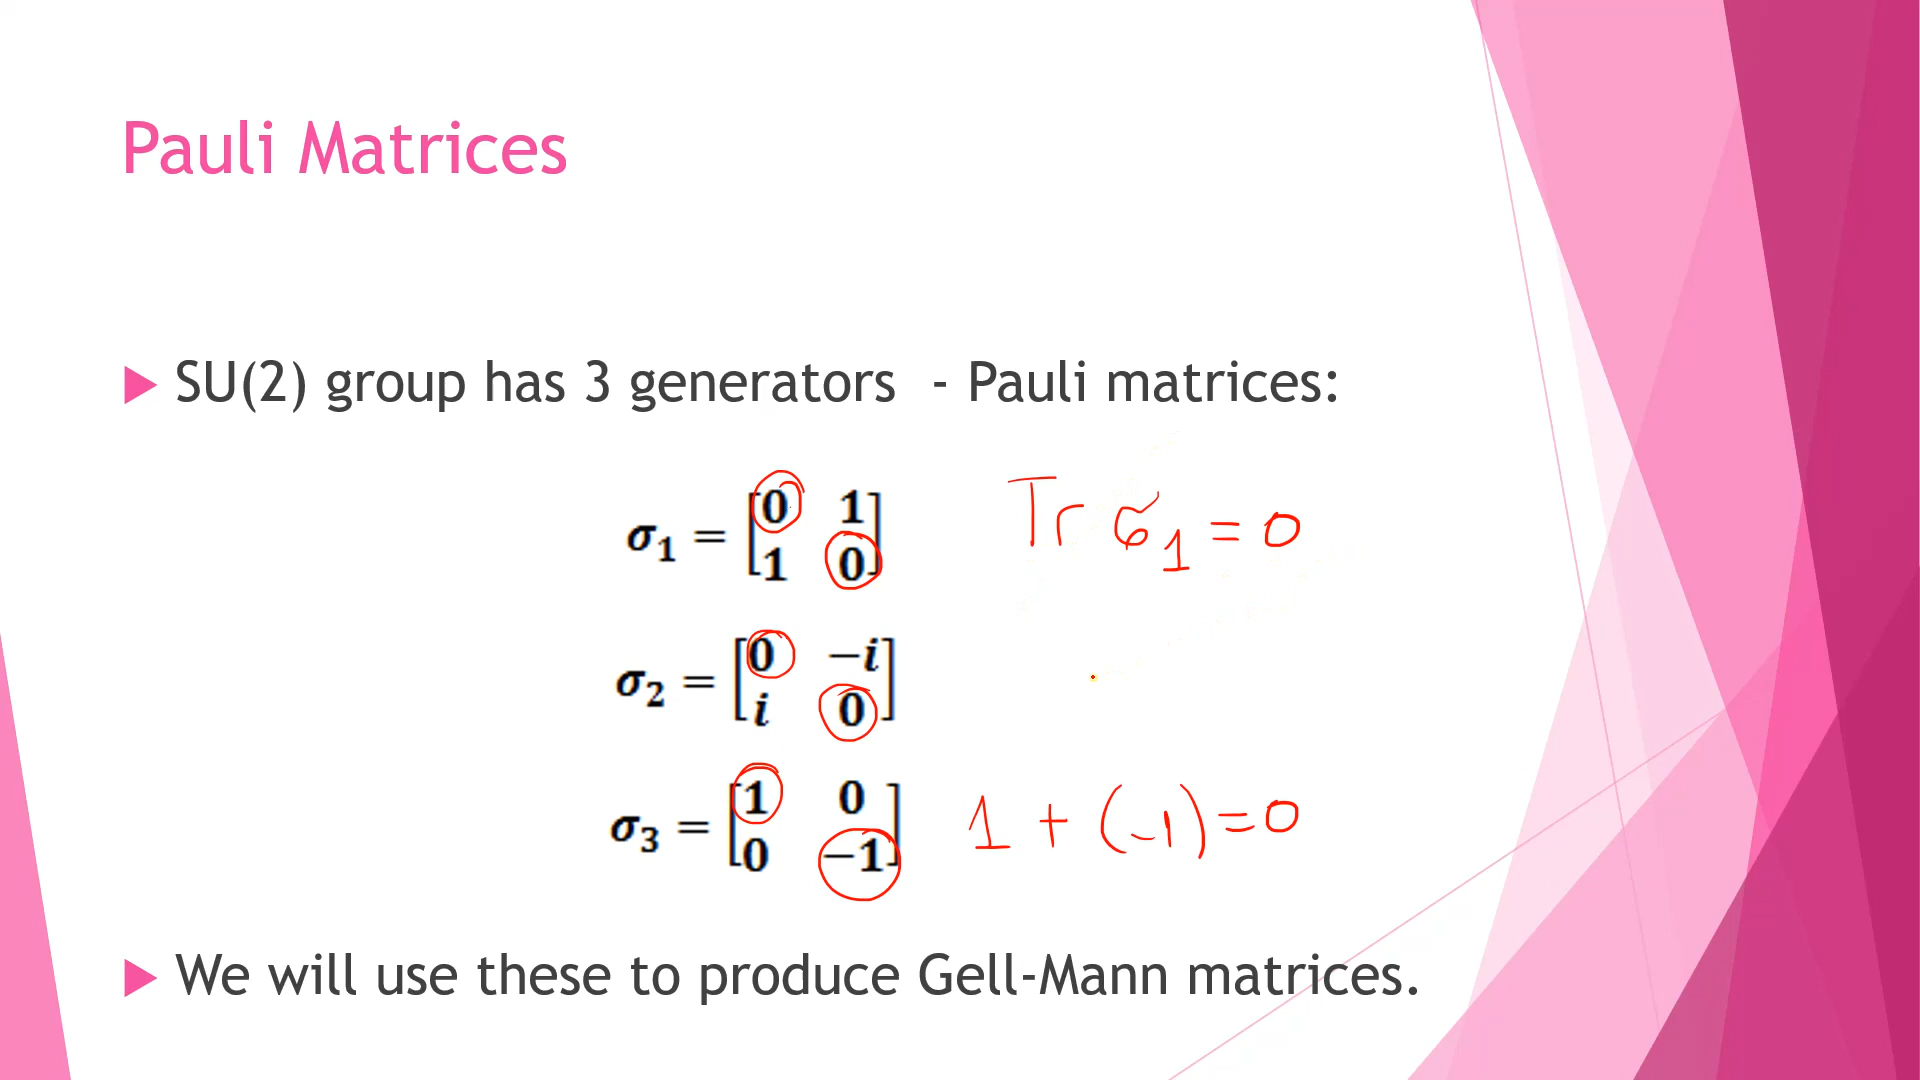 Pauli Matrices
SU(2) group has 3 generators - Pauli matrices:
σ₁ = [0 1
1 0] Tr σ₁ = 0
σ₂ = [0 −i
i 0]
σ₃ = [1 0
0 −1] 1 + (−1) = 0
We will use these to produce Gell-Mann matrices.